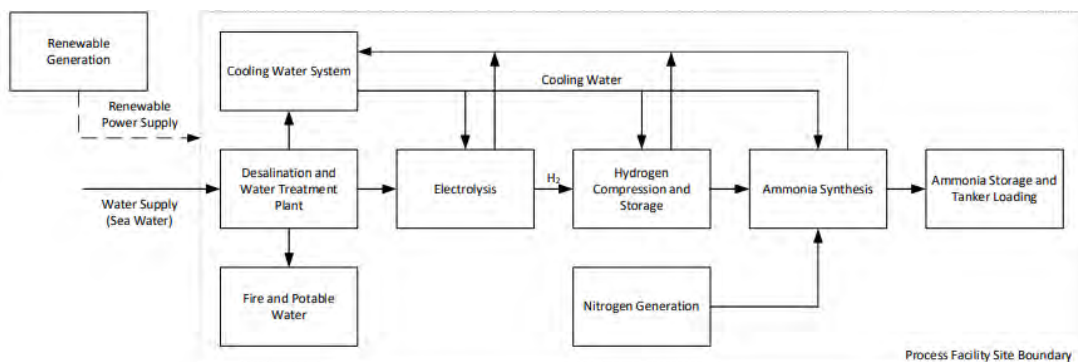 Renewable
Generation
Renewable
Power Supply
Cooling Water System
Cooling Water
Water Supply
(Sea Water)
Desalination and
Water Treatment
Plant
Electrolysis
H2
Hydrogen
Compression and
Storage
Ammonia Synthesis
Ammonia Storage and
Tanker Loading
Fire and Potable
Water
Nitrogen Generation
Process Facility Site Boundary